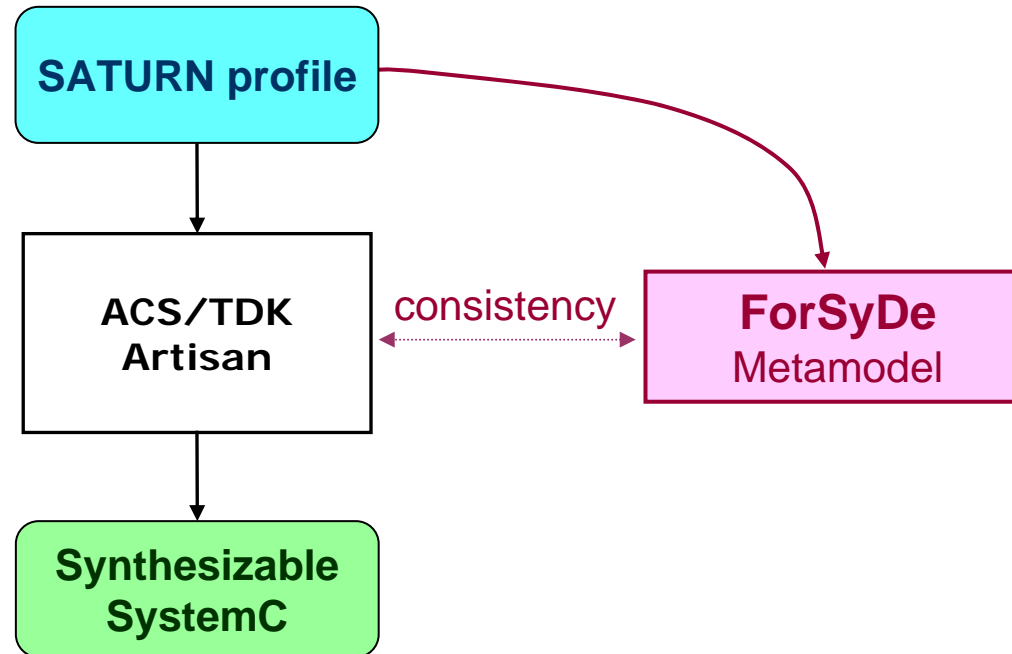 SATURN profile
ACS/TDK
Artisan
consistency
ForSyDe
Metamodel
Synthesizable
SystemC